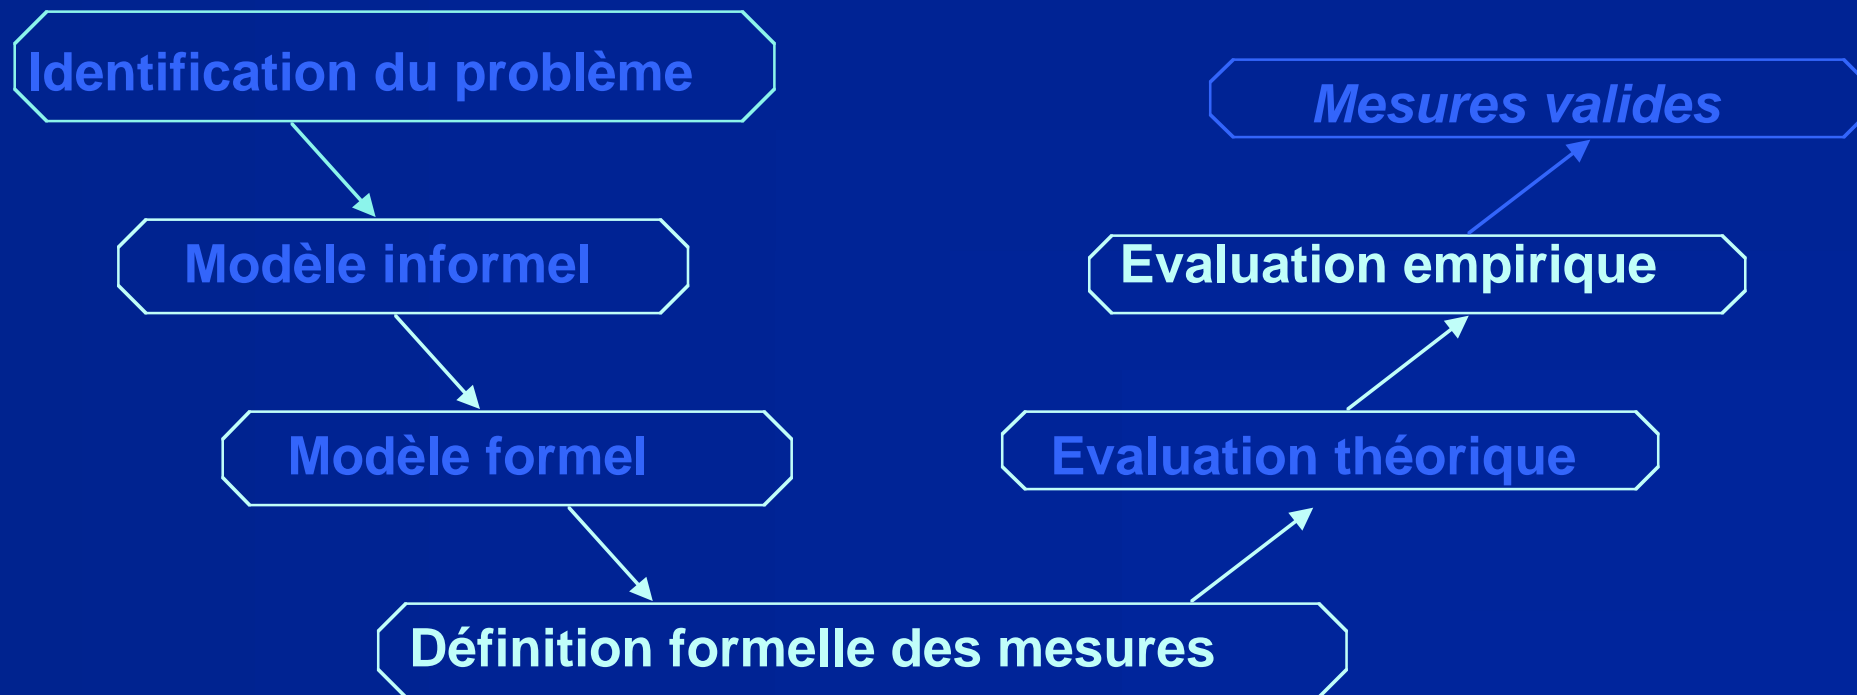 Identification du problème
Mesures valides
Modèle informel
Evaluation empirique
Modèle formel
Evaluation théorique
Définition formelle des mesures